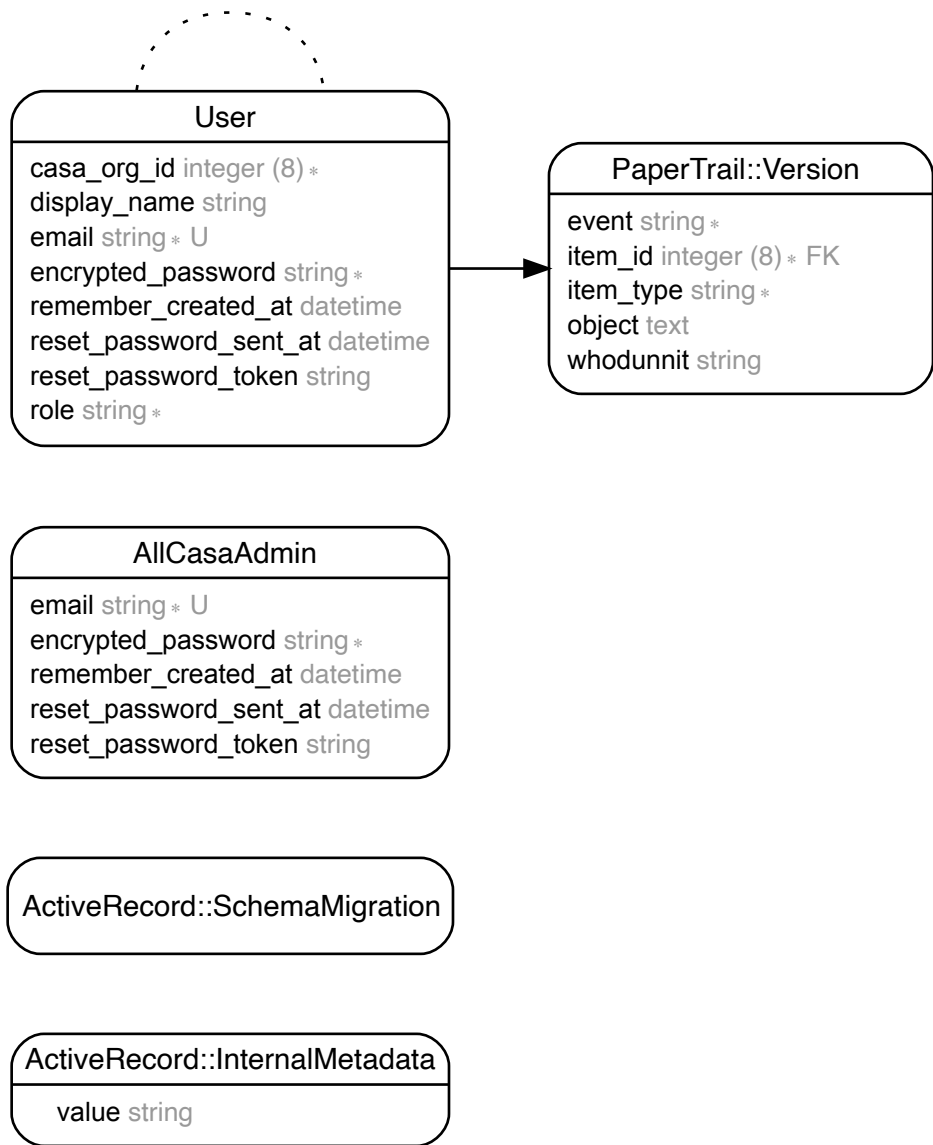 User
casa_org_id integer (8) ∗
display_name string
email string ∗ U
encrypted_password string ∗
remember_created_at datetime
reset_password_sent_at datetime
reset_password_token string
role string ∗
PaperTrail::Version
event string ∗
item_id integer (8) ∗ FK
item_type string ∗
object text
whodunnit string
AllCasaAdmin
email string ∗ U
encrypted_password string ∗
remember_created_at datetime
reset_password_sent_at datetime
reset_password_token string
ActiveRecord::SchemaMigration
ActiveRecord::InternalMetadata
value string